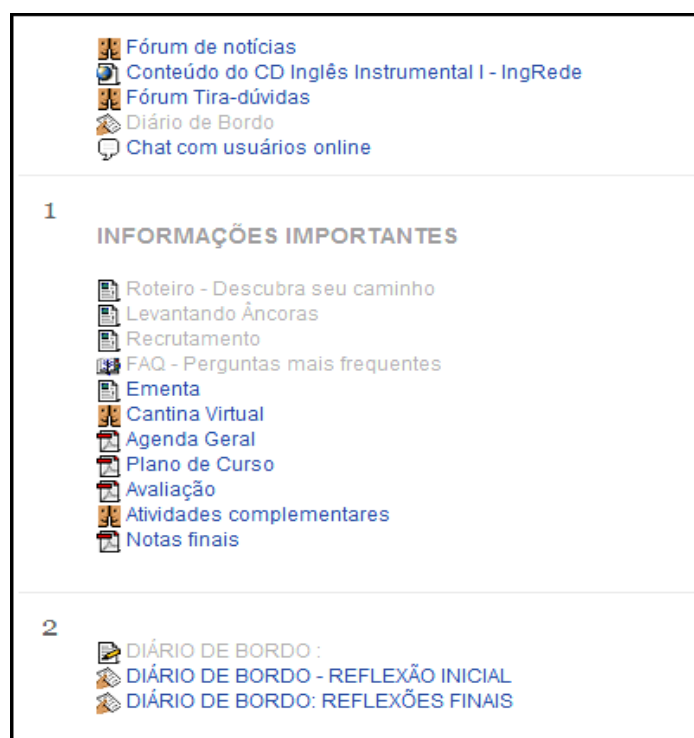 Fórum de notícias
Conteúdo do CD Inglês Instrumental I - IngRede
Fórum Tira-dúvidas
Diário de Bordo
Chat com usuários online
1
INFORMAÇÕES IMPORTANTES
Roteiro - Descubra seu caminho
Levantando Âncoras
Recrutamento
FAQ - Perguntas mais frequentes
Ementa
Cantina Virtual
Agenda Geral
Plano de Curso
Avaliação
Atividades complementares
Notas finais
2
DIÁRIO DE BORDO :
DIÁRIO DE BORDO - REFLEXÃO INICIAL
DIÁRIO DE BORDO: REFLEXÕES FINAIS